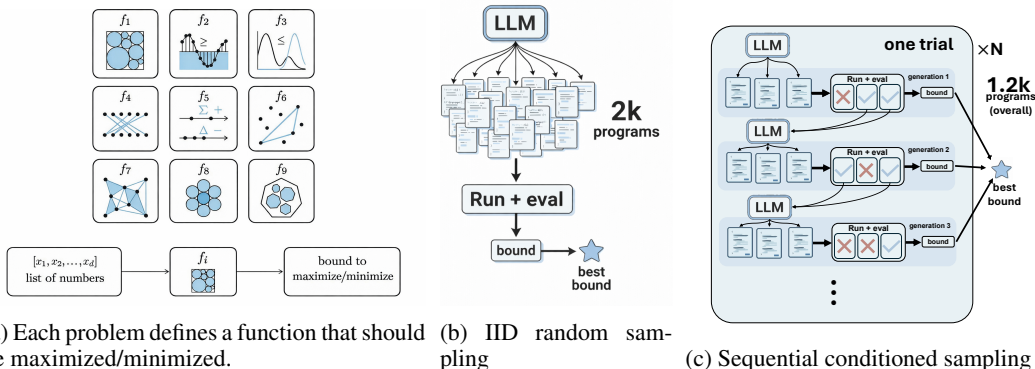 f₁ f₂ f₃
≥ ≤
f₄ f₅ f₆
Σ +
Δ −
f₇ f₈ f₉
[x₁, x₂, ..., x_d]
list of numbers
f_i
bound to
maximize/minimize
) Each problem defines a function that should
e maximized/minimized.
LLM
2k
programs
Run + eval
bound
best
bound
(b) IID random sam-
pling
one trial
×N
LLM
Run + eval
generation 1
bound
1.2k
programs
(overall)
LLM
Run + eval
generation 2
bound
best
bound
LLM
Run + eval
generation 3
bound
(c) Sequential conditioned sampling